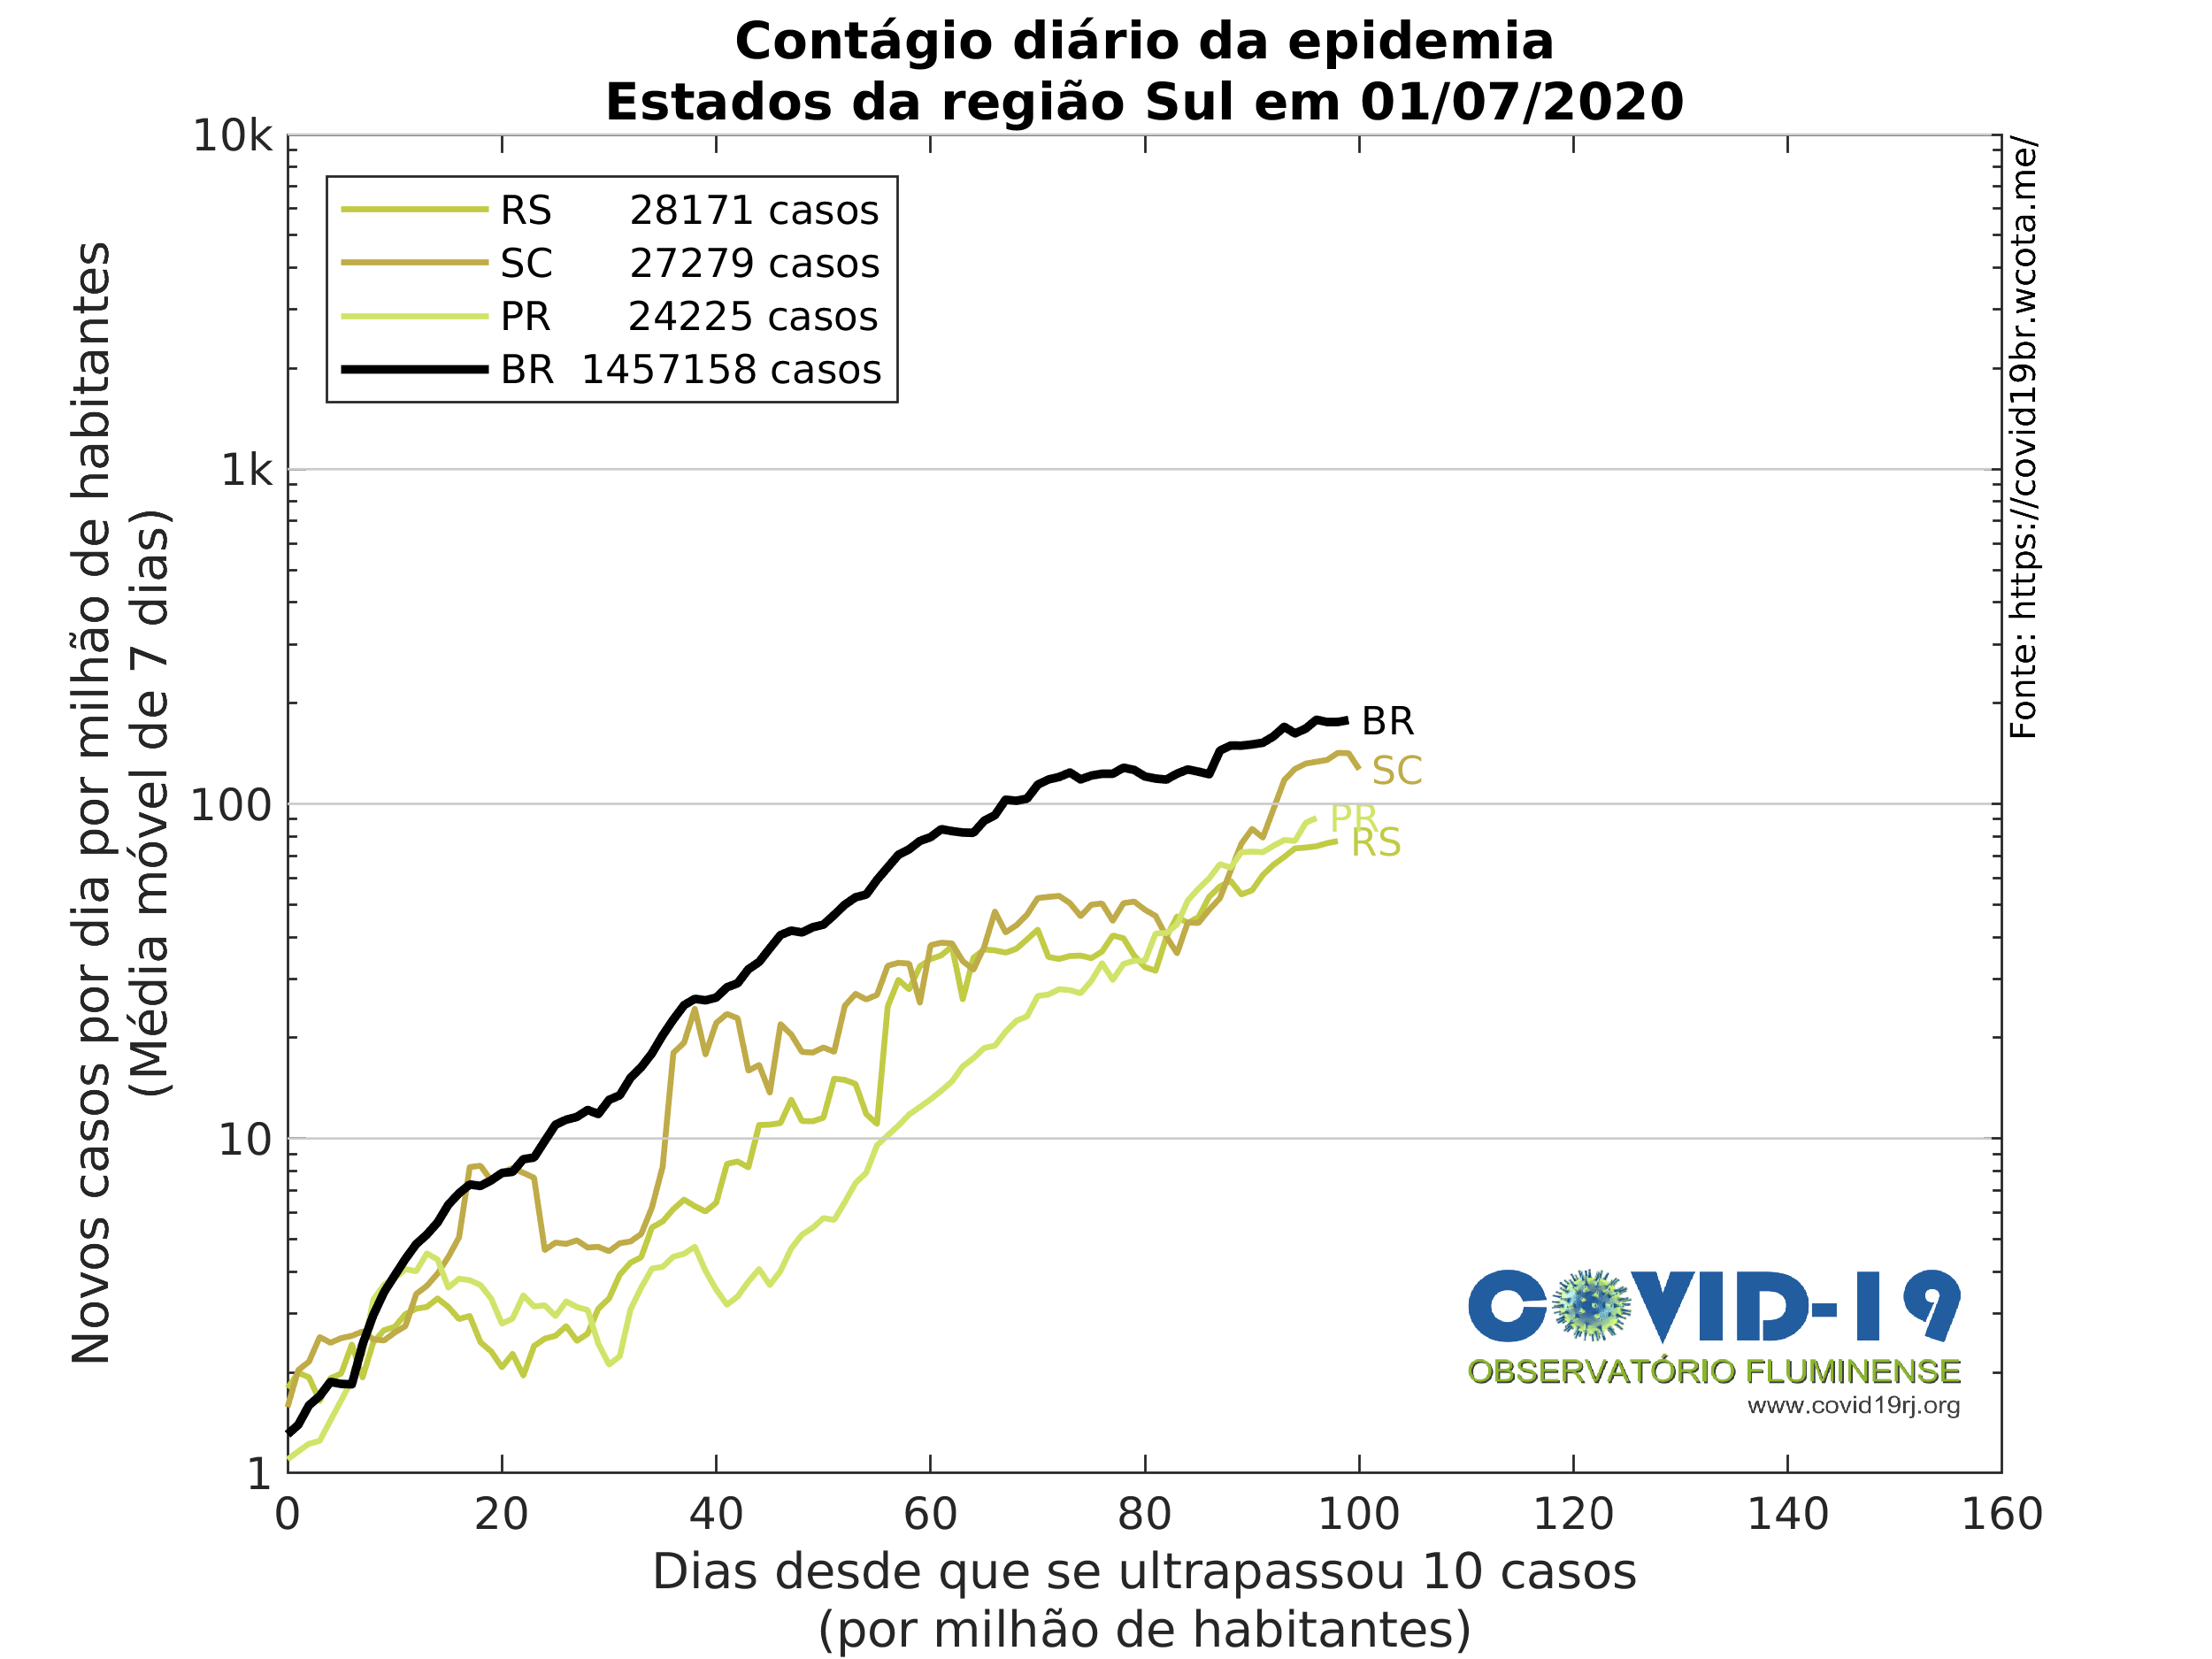 Contágio diário da epidemia
Estados da região Sul em 01/07/2020
10k
1k
100
10
1
Novos casos por dia por milhão de habitantes
(Média móvel de 7 dias)
RS 28171 casos
SC 27279 casos
PR 24225 casos
BR 1457158 casos
BR
SC
PR
RS
Fonte: https://covid19br.wcota.me/
COVID-19
OBSERVATÓRIO FLUMINENSE
www.covid19rj.org
0 20 40 60 80 100 120 140 160
Dias desde que se ultrapassou 10 casos
(por milhão de habitantes)